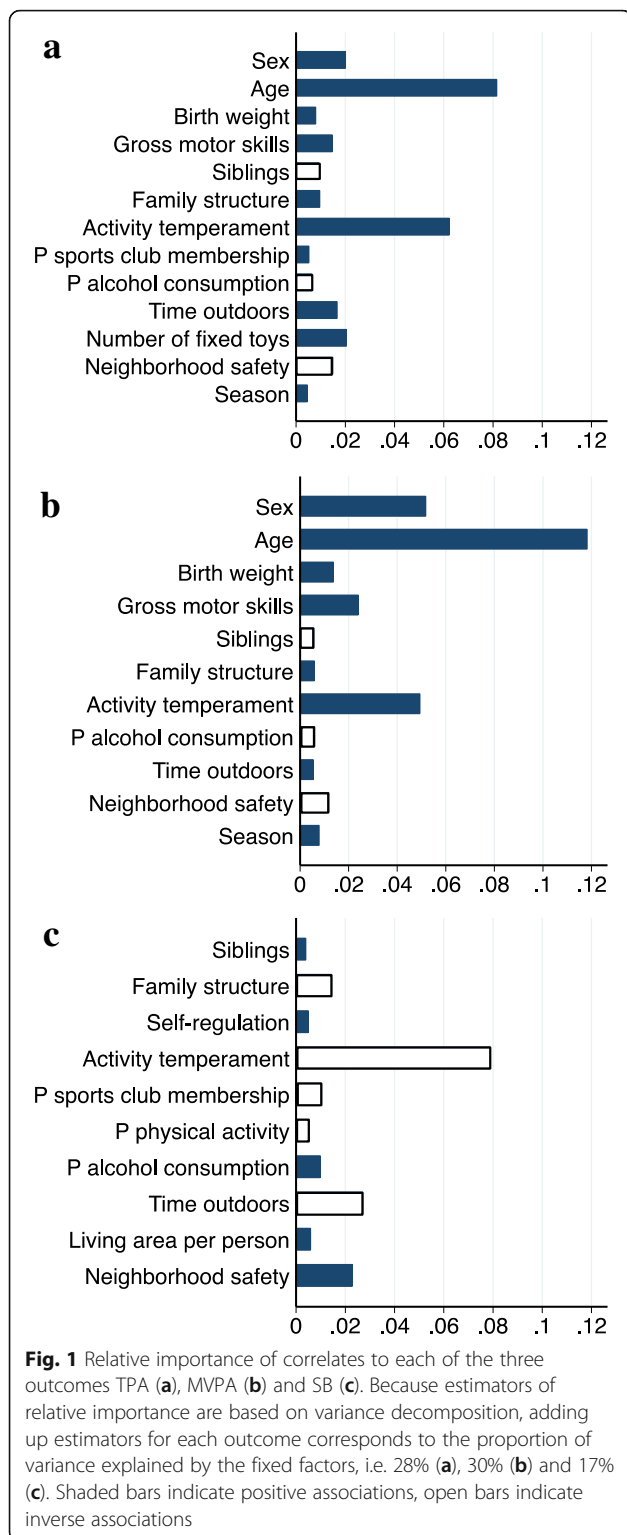 a
Sex
Age
Birth weight
Gross motor skills
Siblings
Family structure
Activity temperament
P sports club membership
P alcohol consumption
Time outdoors
Number of fixed toys
Neighborhood safety
Season
0 .02 .04 .06 .08 .1 .12
b
Sex
Age
Birth weight
Gross motor skills
Siblings
Family structure
Activity temperament
P alcohol consumption
Time outdoors
Neighborhood safety
Season
0 .02 .04 .06 .08 .1 .12
c
Siblings
Family structure
Self-regulation
Activity temperament
P sports club membership
P physical activity
P alcohol consumption
Time outdoors
Living area per person
Neighborhood safety
0 .02 .04 .06 .08 .1 .12
Fig. 1 Relative importance of correlates to each of the three
outcomes TPA (a), MVPA (b) and SB (c). Because estimators of
relative importance are based on variance decomposition, adding
up estimators for each outcome corresponds to the proportion of
variance explained by the fixed factors, i.e. 28% (a), 30% (b) and 17%
(c). Shaded bars indicate positive associations, open bars indicate
inverse associations